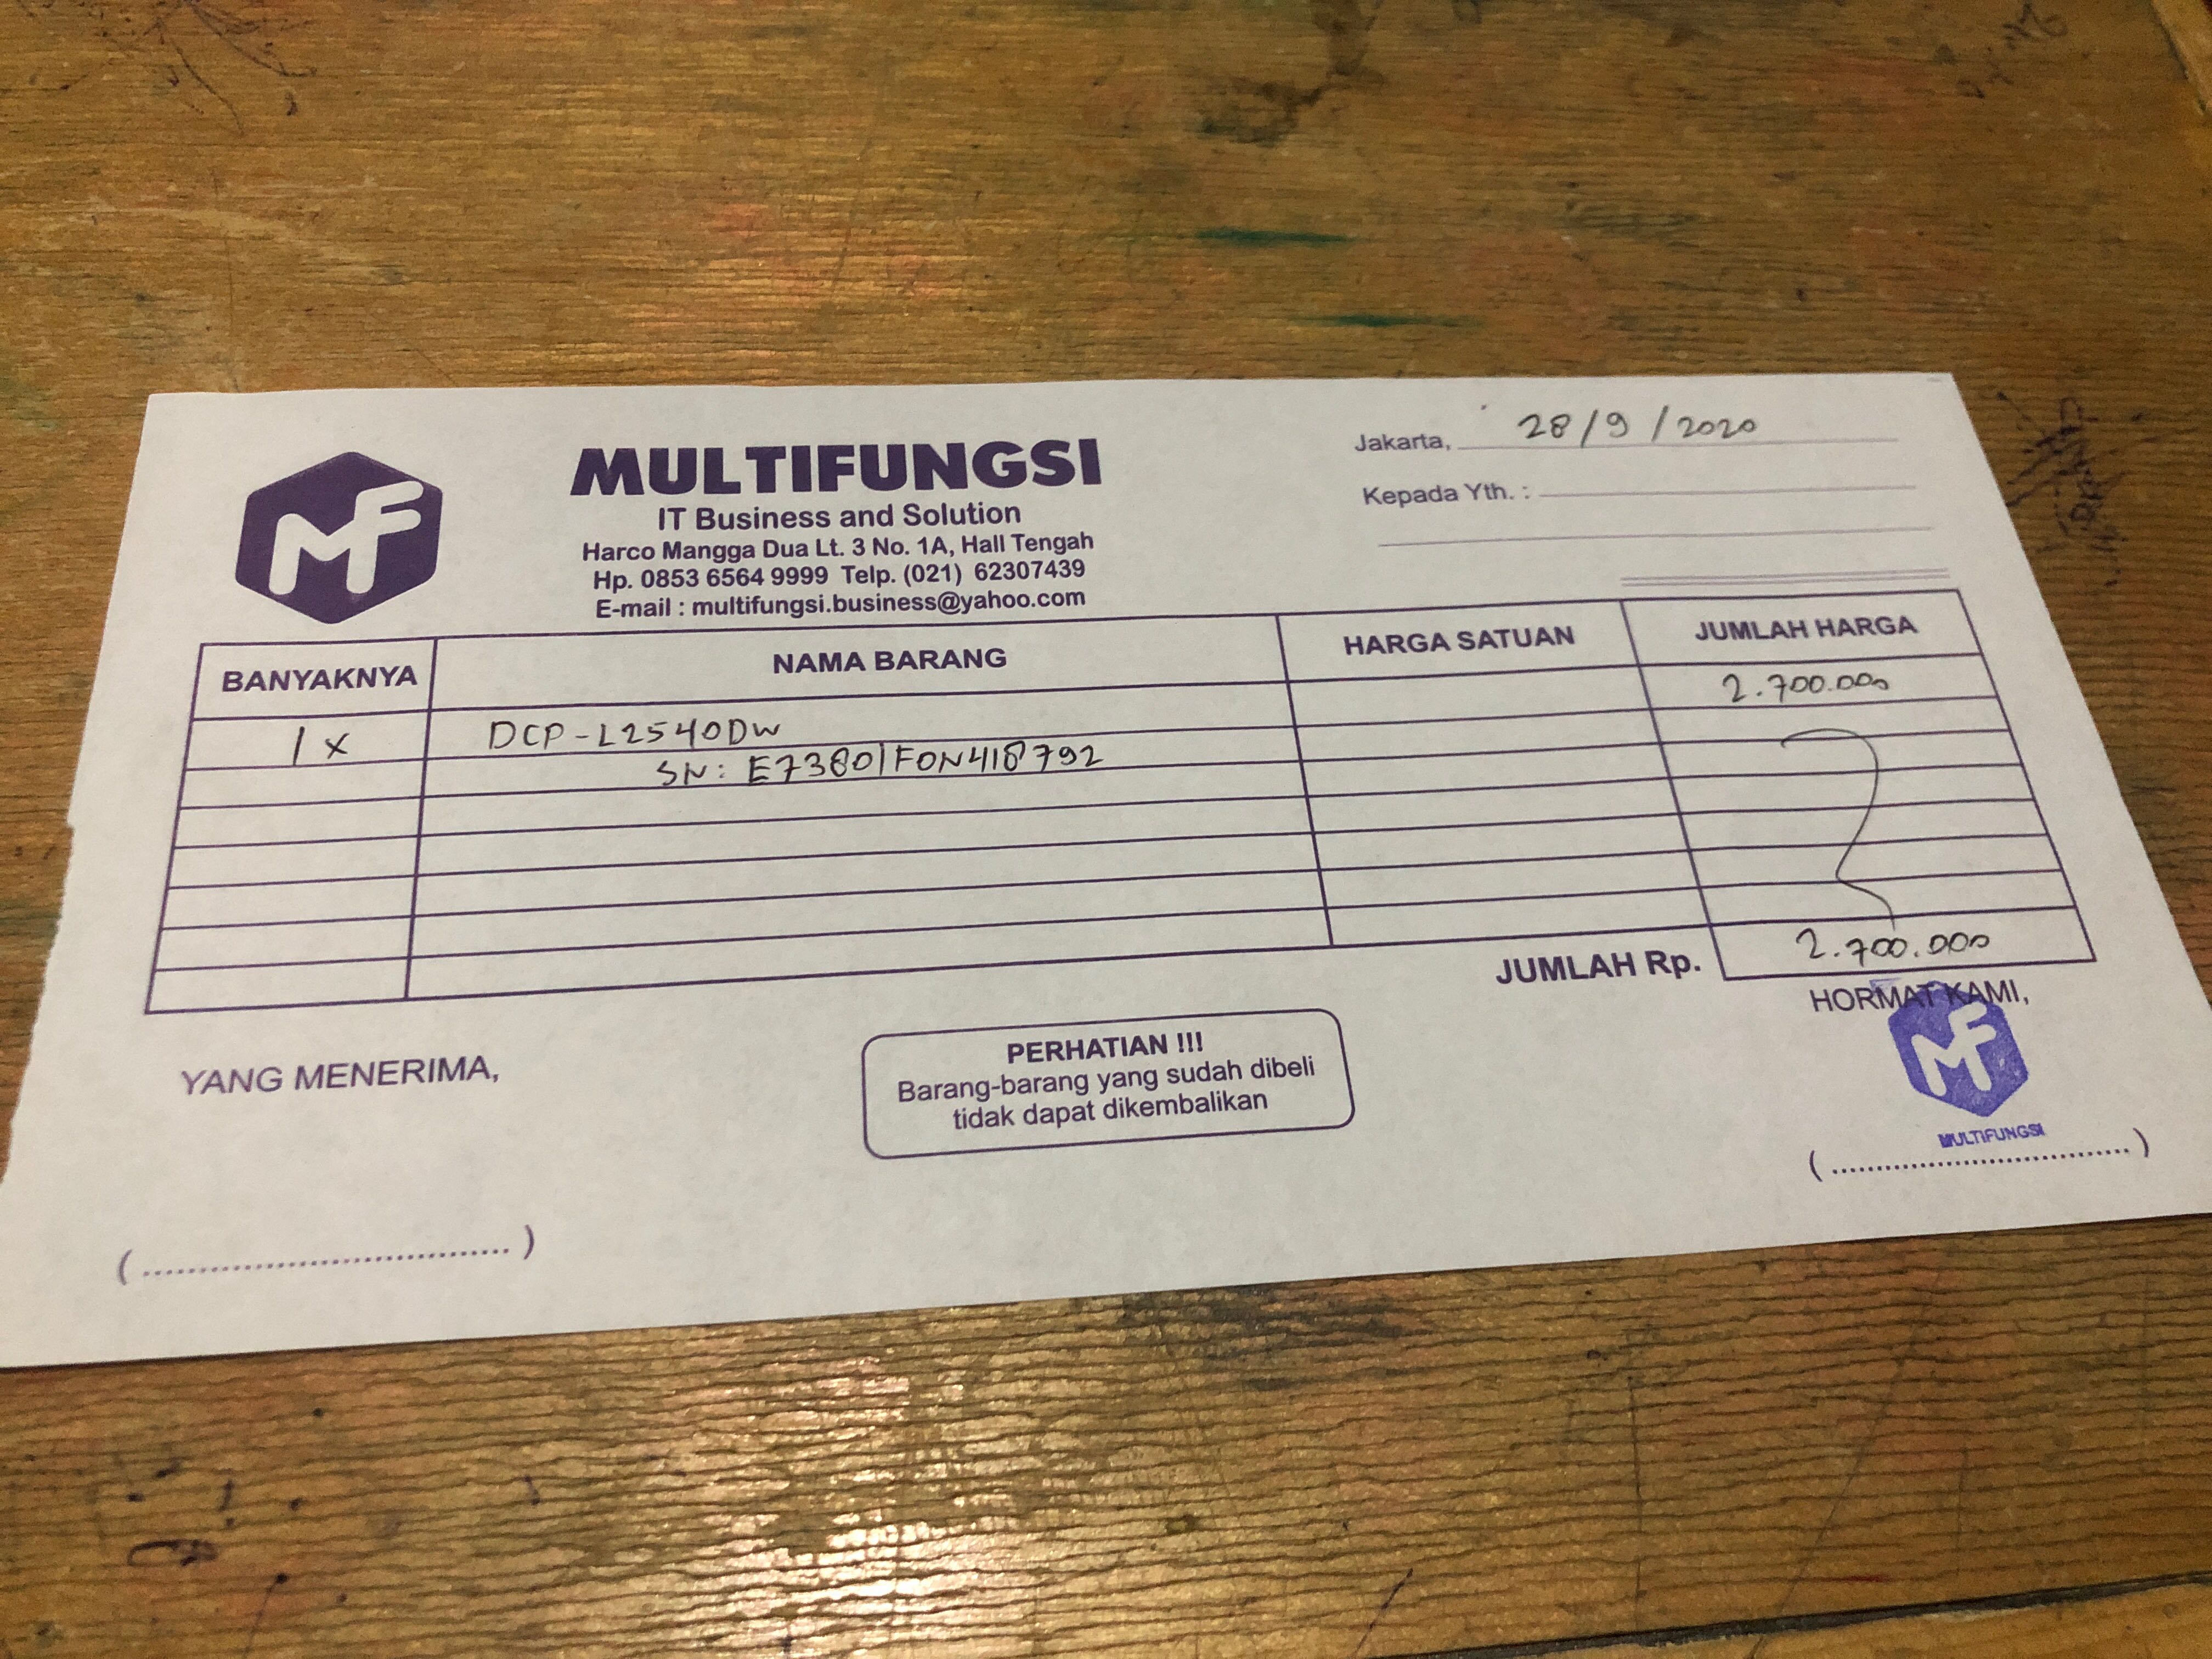 MF
MULTIFUNGSI
IT Business and Solution
Harco Mangga Dua Lt. 3 No. 1A, Hall Tengah
Hp. 0853 6564 9999 Telp. (021) 62307439
E-mail : multifungsi.business@yahoo.com
Jakarta, 28/9/2020
Kepada Yth. :
BANYAKNYA NAMA BARANG HARGA SATUAN JUMLAH HARGA
1 x DCP-L2540DW 2.700.000
SN: E73801F0N418792
JUMLAH Rp. 2.700.000
YANG MENERIMA,
PERHATIAN !!!
Barang-barang yang sudah dibeli
tidak dapat dikembalikan
HORMAT KAMI,
MF
MULTIFUNGSI
(....................................)
(....................................)